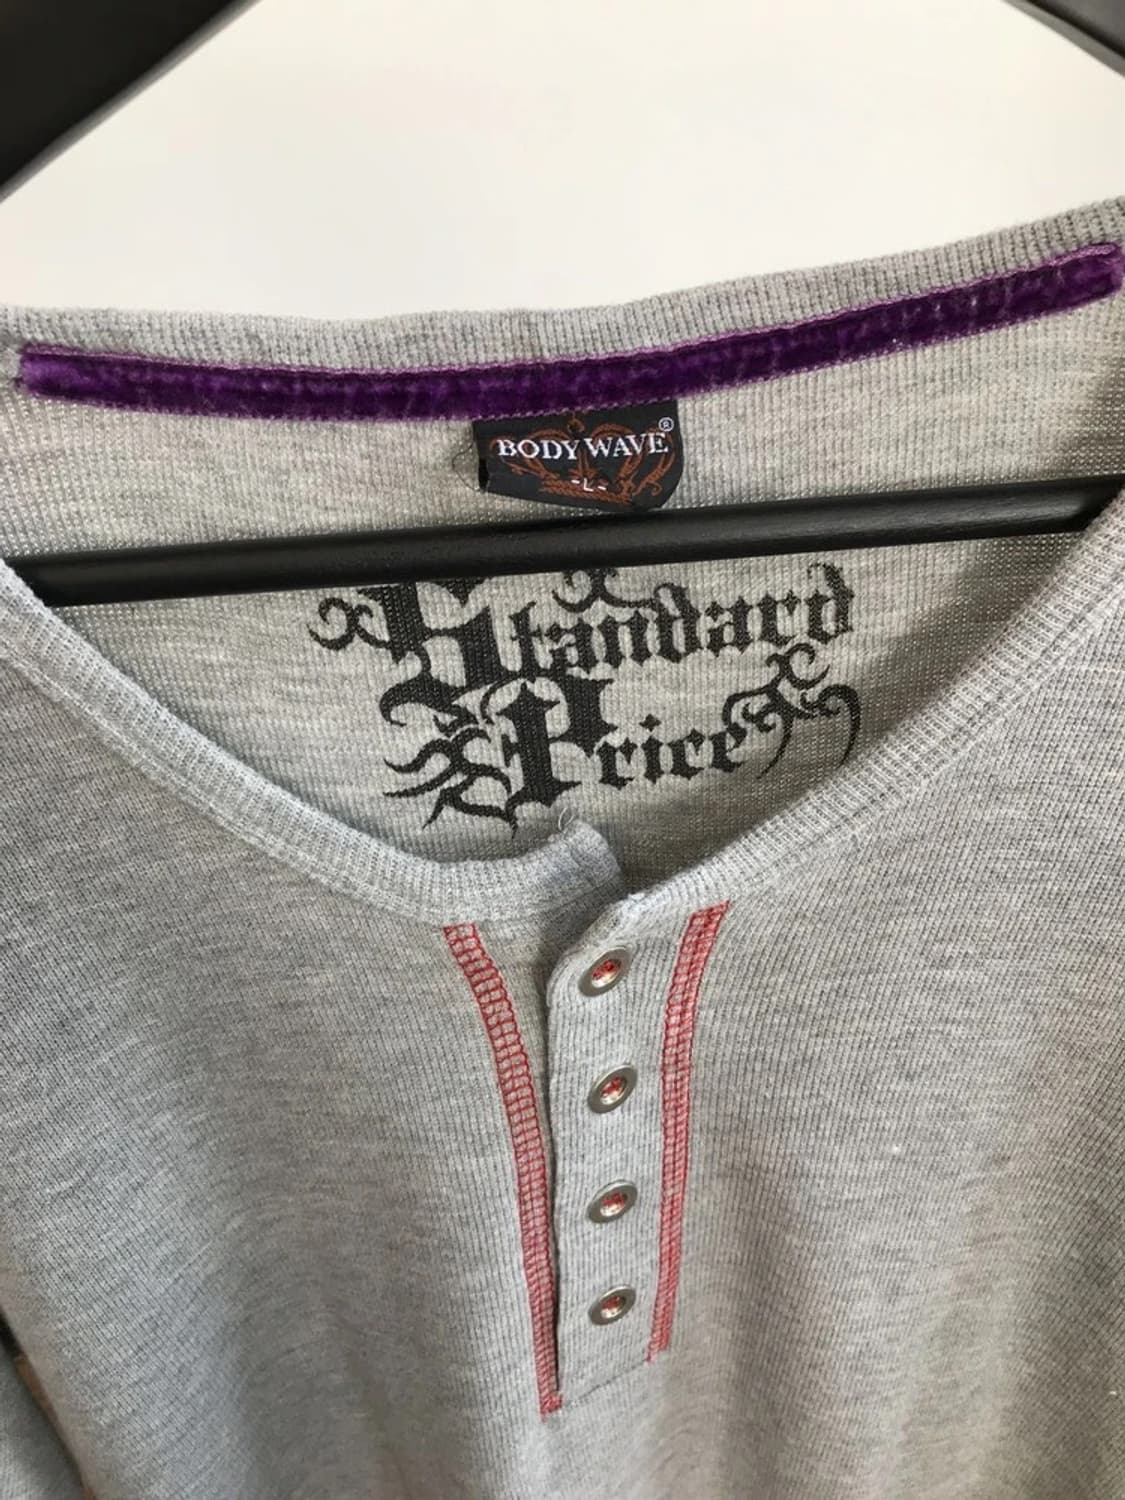 BODY WAVE®
-L-
Standard
Price